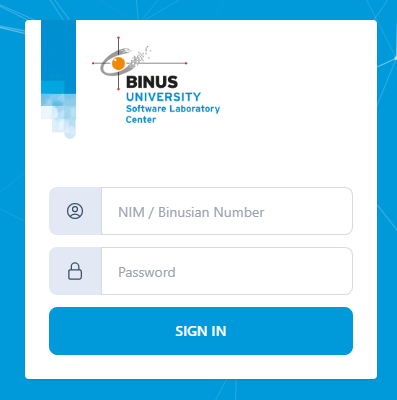 BINUS
UNIVERSITY
Software Laboratory
Center
NIM / Binusian Number
Password
SIGN IN